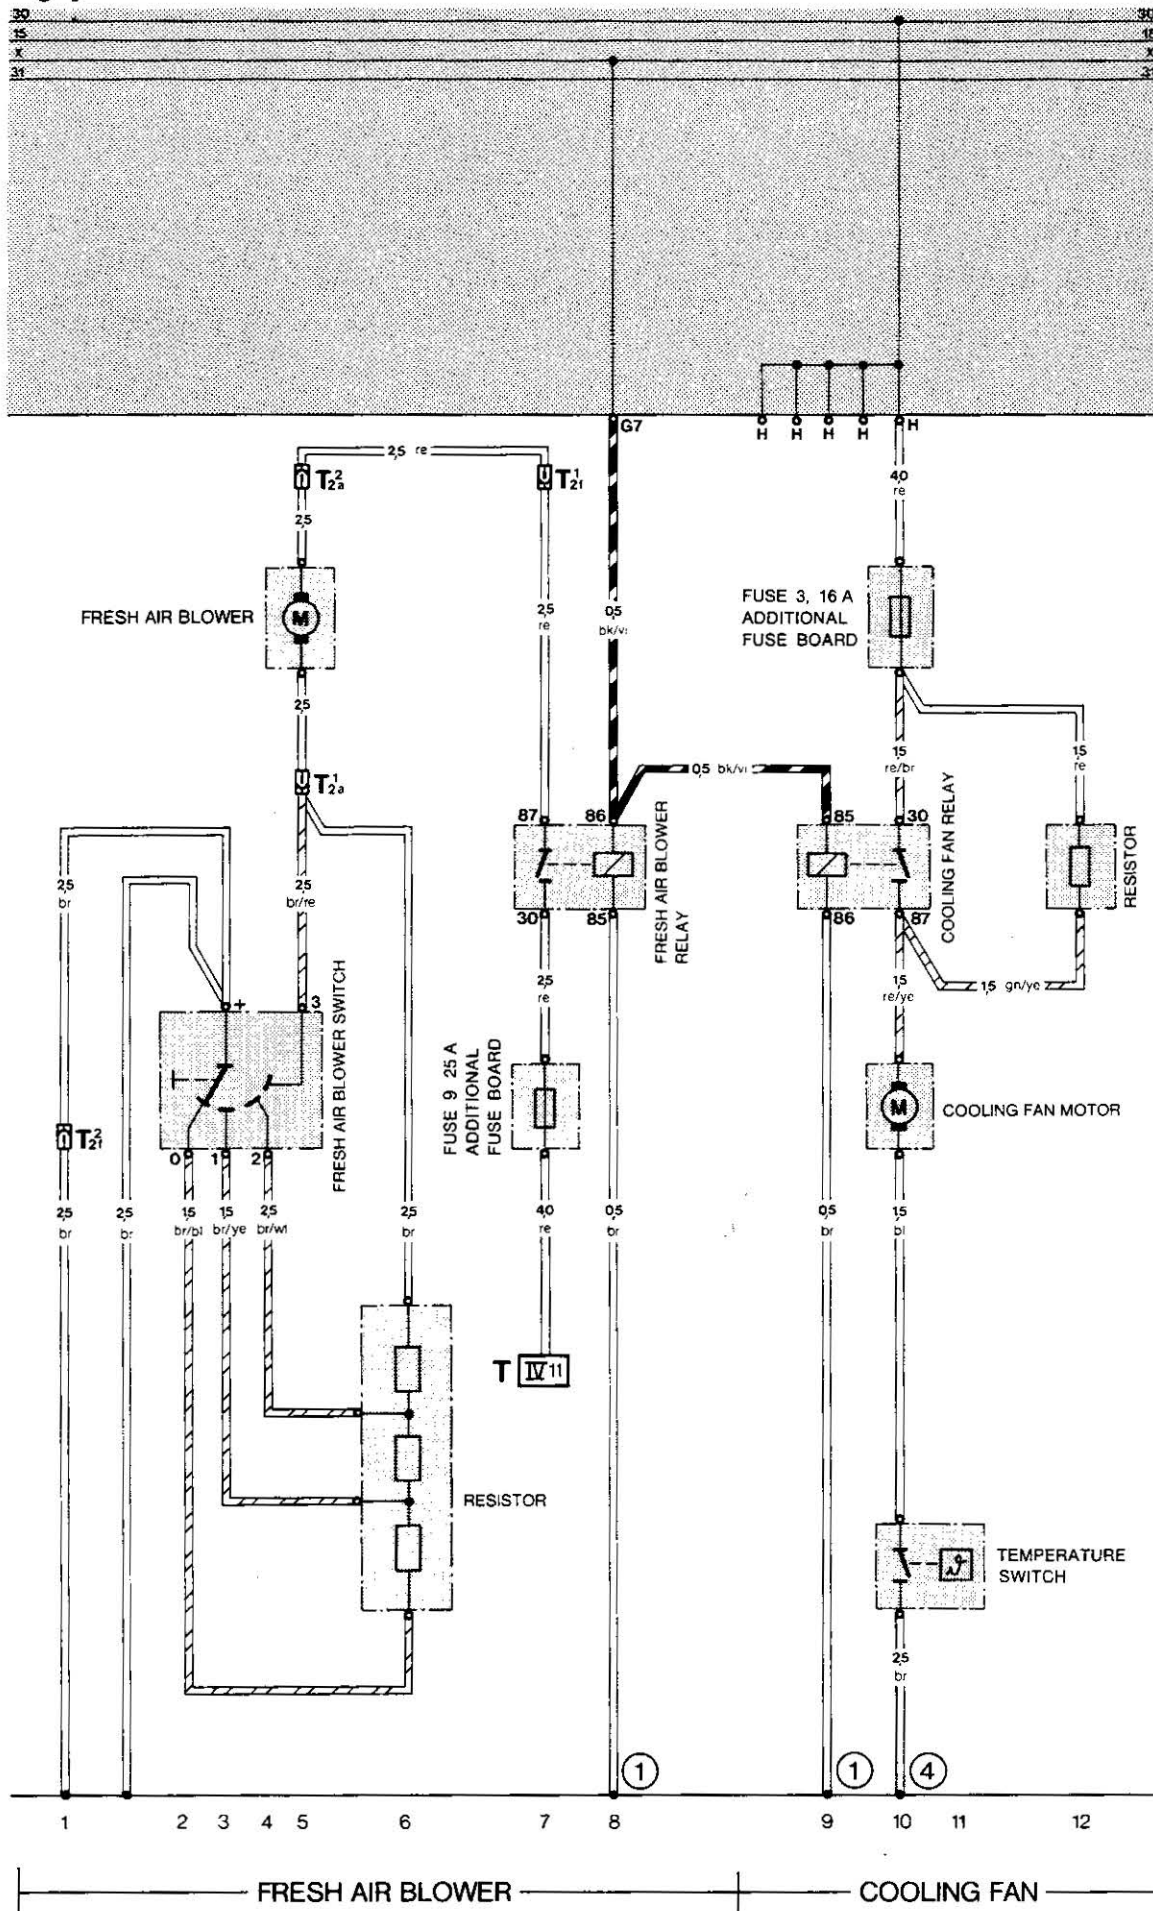 30 30
15 15
X X
31 31
G7 H H H H H
2,5 re
T2a2 T2f1
2,5
4,0 re
FRESH AIR BLOWER
M
2,5 re
0,5 bk/vi
FUSE 3, 16 A
ADDITIONAL
FUSE BOARD
2,5
T2a1
0,5 bk/vi
1,5 re/br
1,5 re
87 86
85 30
2,5 br
2,5 br/re
FRESH AIR BLOWER
RELAY
COOLING FAN RELAY
RESISTOR
30 85
86 87
2,5 re
1,5 re/ye
1,5 gn/ye
+ 3
FRESH AIR BLOWER SWITCH
FUSE 9 25 A
ADDITIONAL
FUSE BOARD
M
COOLING FAN MOTOR
T2f2
0 1 2
2,5 br
2,5 br
1,5 br/bl
1,5 br/ye
2,5 br/wt
2,5 br
4,0 re
0,5 br
0,5 br
1,5 bl
T IV 11
RESISTOR
TEMPERATURE
SWITCH
2,5 br
1 1 4
1 2 3 4 5 6 7 8 9 10 11 12
FRESH AIR BLOWER COOLING FAN